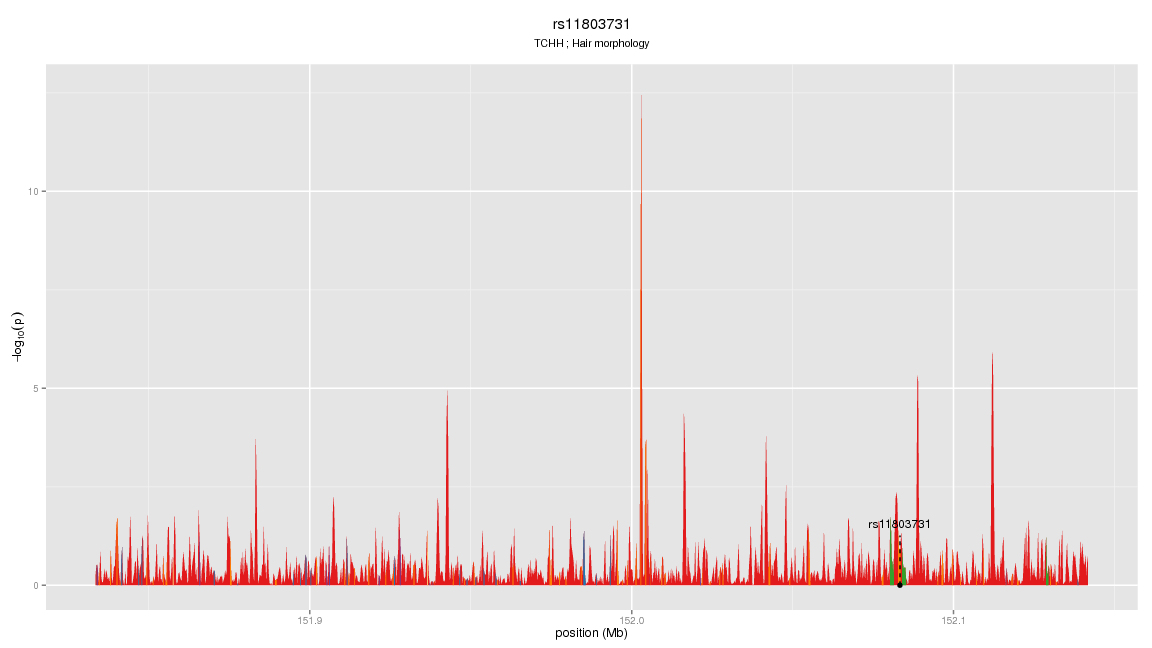 rs11803731
TCHH ; Hair morphology
−log10(p)
10
5
0
rs11803731
151.9
152.0
152.1
position (Mb)